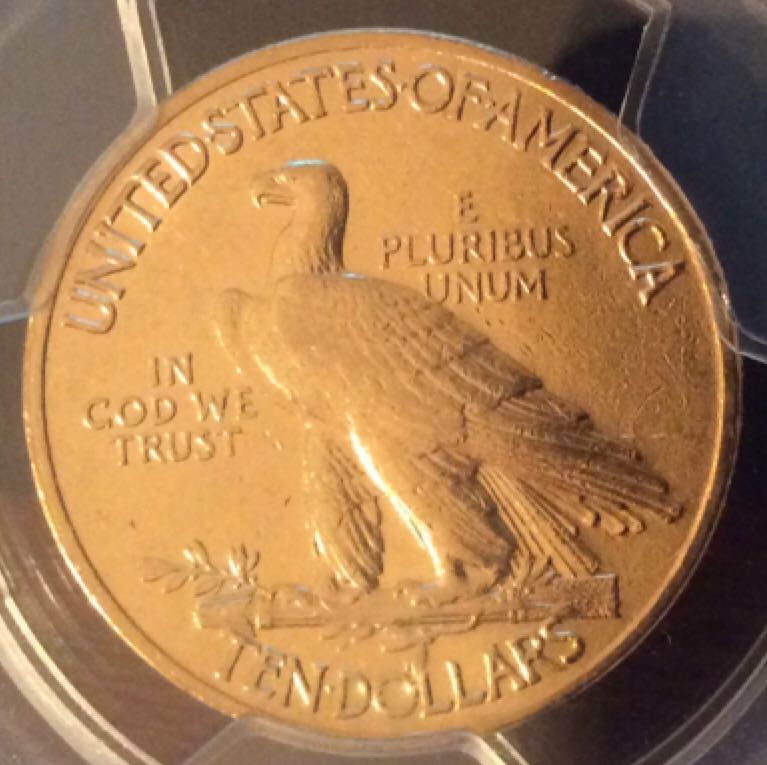 UNITED·STATES·OF·AMERICA
E
PLURIBUS
UNUM
IN
GOD WE
TRUST
TEN·DOLLARS